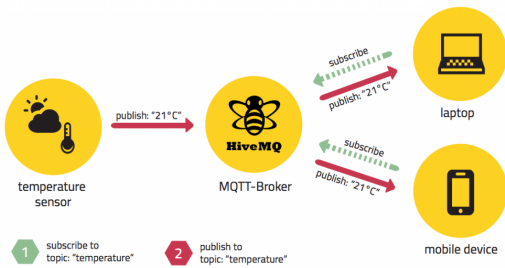 subscribe
publish: "21°C"
laptop
publish: "21°C"
HiveMQ
temperature
sensor
MQTT-Broker
subscribe
publish: "21°C"
mobile device
1
subscribe to
topic: "temperature"
2
publish to
topic: "temperature"